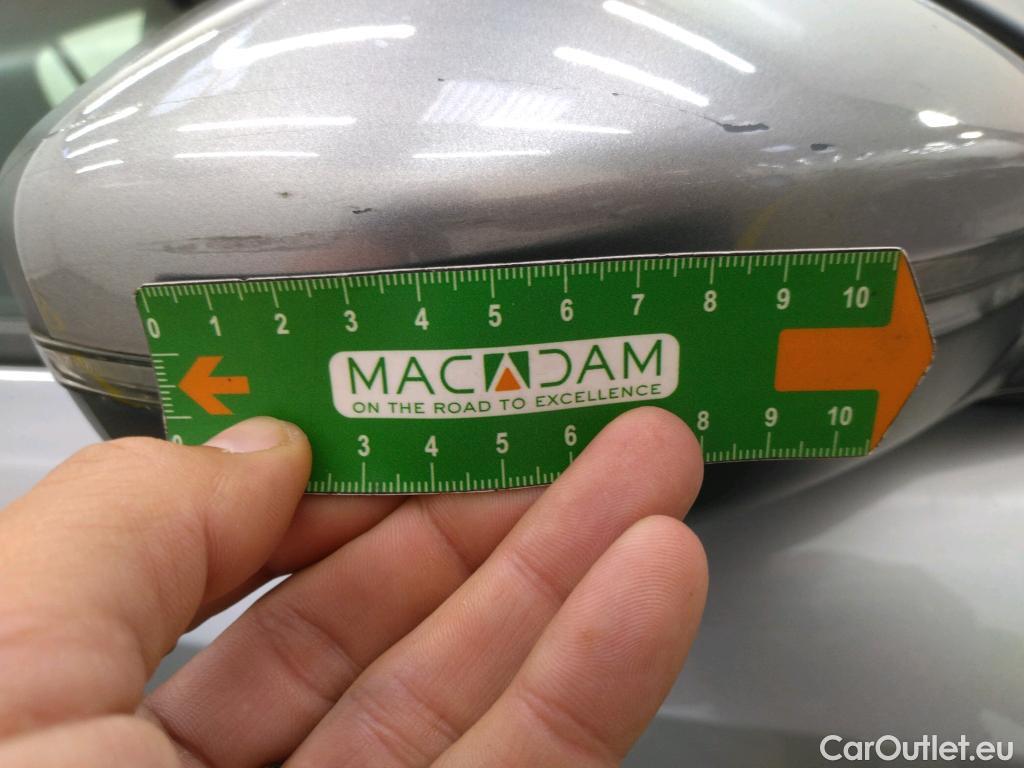 0 1 2 3 4 5 6 7 8 9 10
MACADAM
ON THE ROAD TO EXCELLENCE
3 4 5 6 8 9 10
CarOutlet.eu